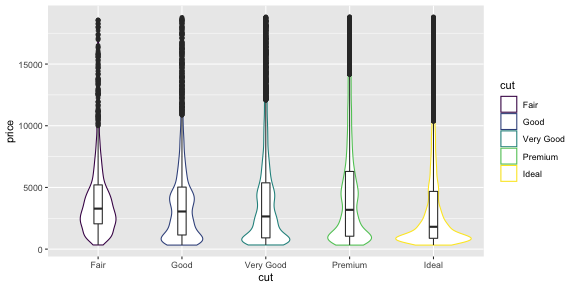 price
15000
10000
5000
0
Fair
Good
Very Good
Premium
Ideal
cut
cut
Fair
Good
Very Good
Premium
Ideal